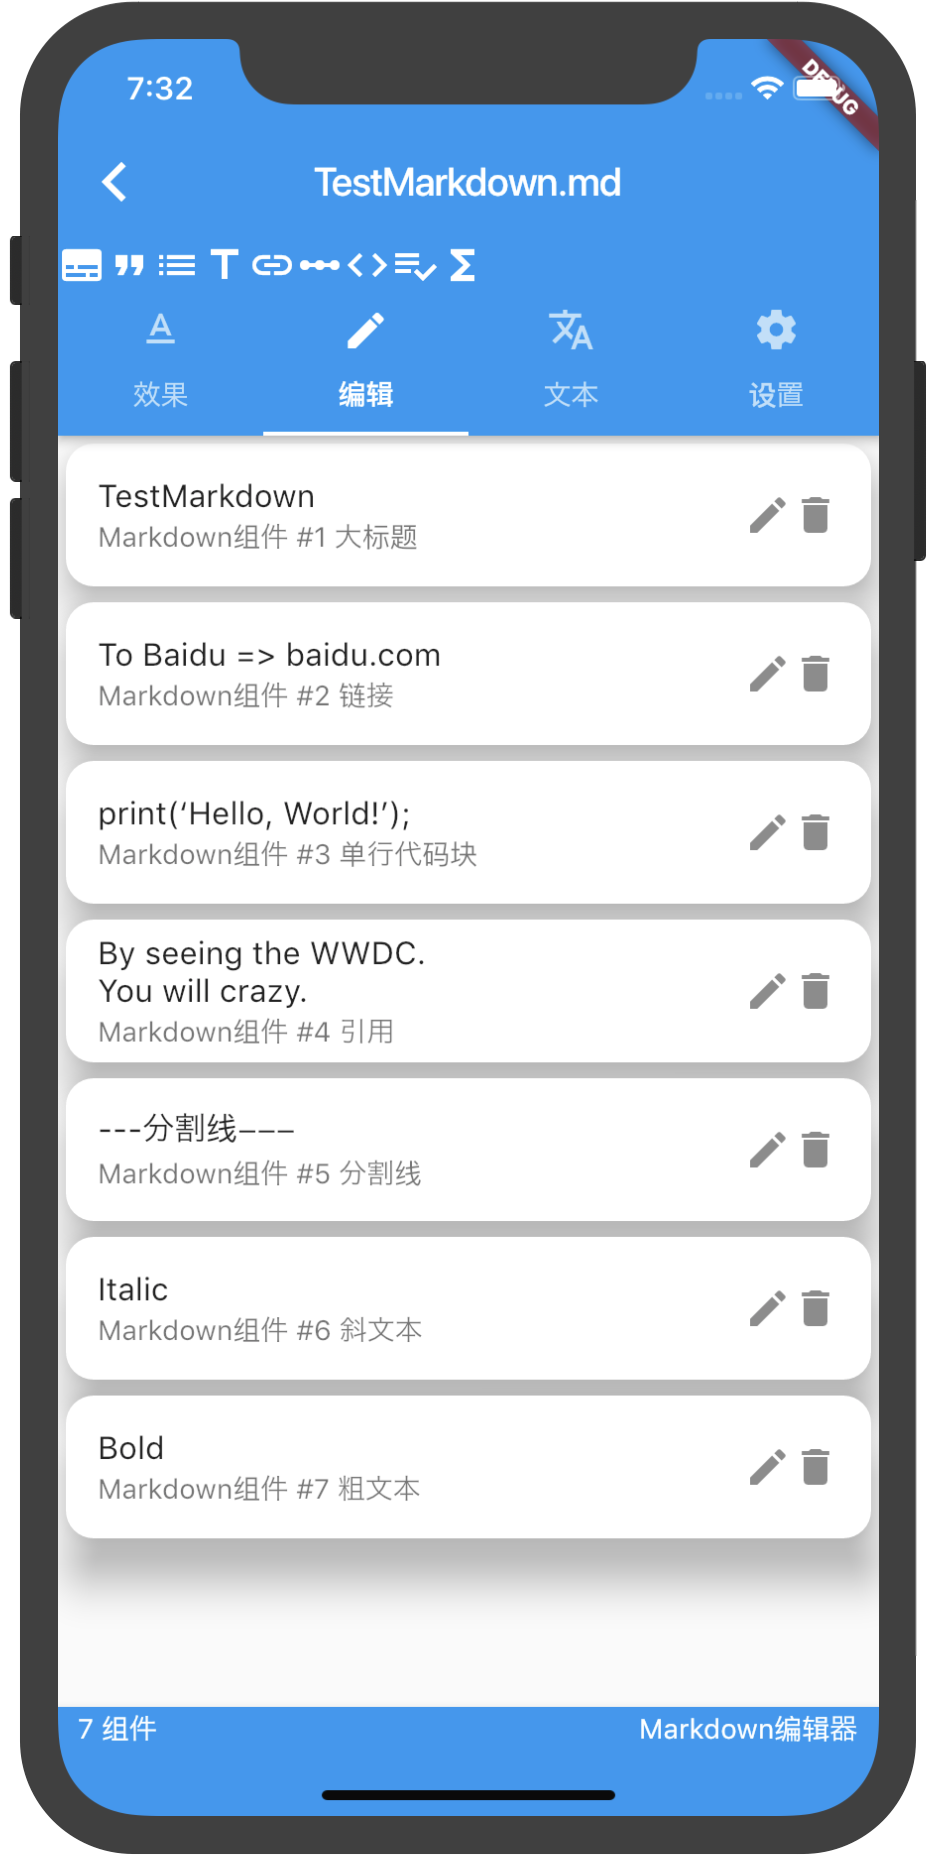 7:32
DEBUG
TestMarkdown.md
效果
编辑
文本
设置
TestMarkdown
Markdown组件 #1 大标题
To Baidu => baidu.com
Markdown组件 #2 链接
print(‘Hello, World!’);
Markdown组件 #3 单行代码块
By seeing the WWDC.
You will crazy.
Markdown组件 #4 引用
---分割线---
Markdown组件 #5 分割线
Italic
Markdown组件 #6 斜文本
Bold
Markdown组件 #7 粗文本
7 组件
Markdown编辑器